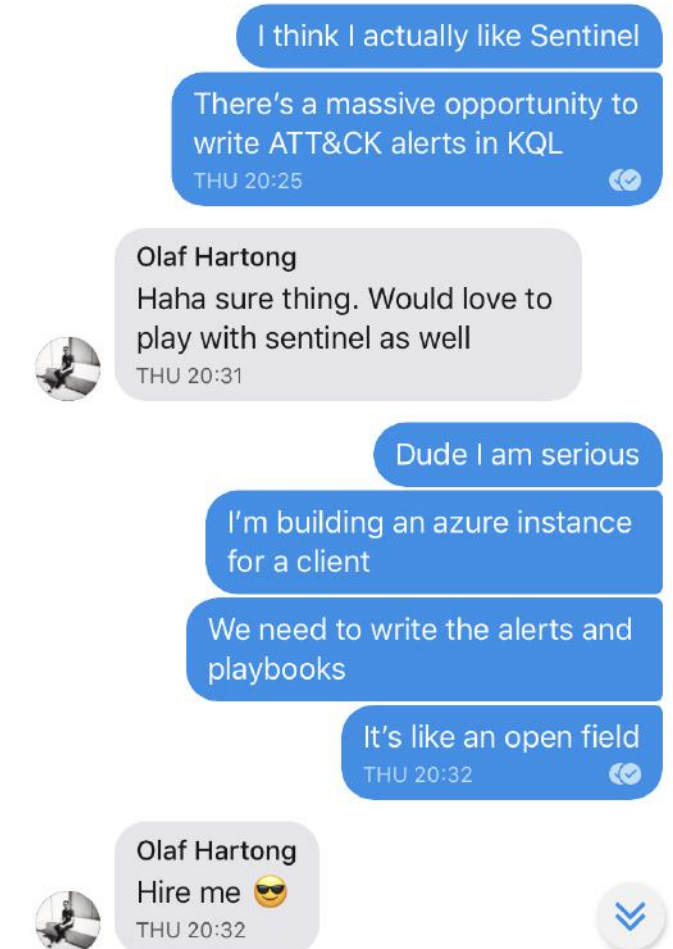 I think I actually like Sentinel
There’s a massive opportunity to
write ATT&CK alerts in KQL
THU 20:25
Olaf Hartong
Haha sure thing. Would love to
play with sentinel as well
THU 20:31
Dude I am serious
I’m building an azure instance
for a client
We need to write the alerts and
playbooks
It’s like an open field
THU 20:32
Olaf Hartong
Hire me 😎
THU 20:32